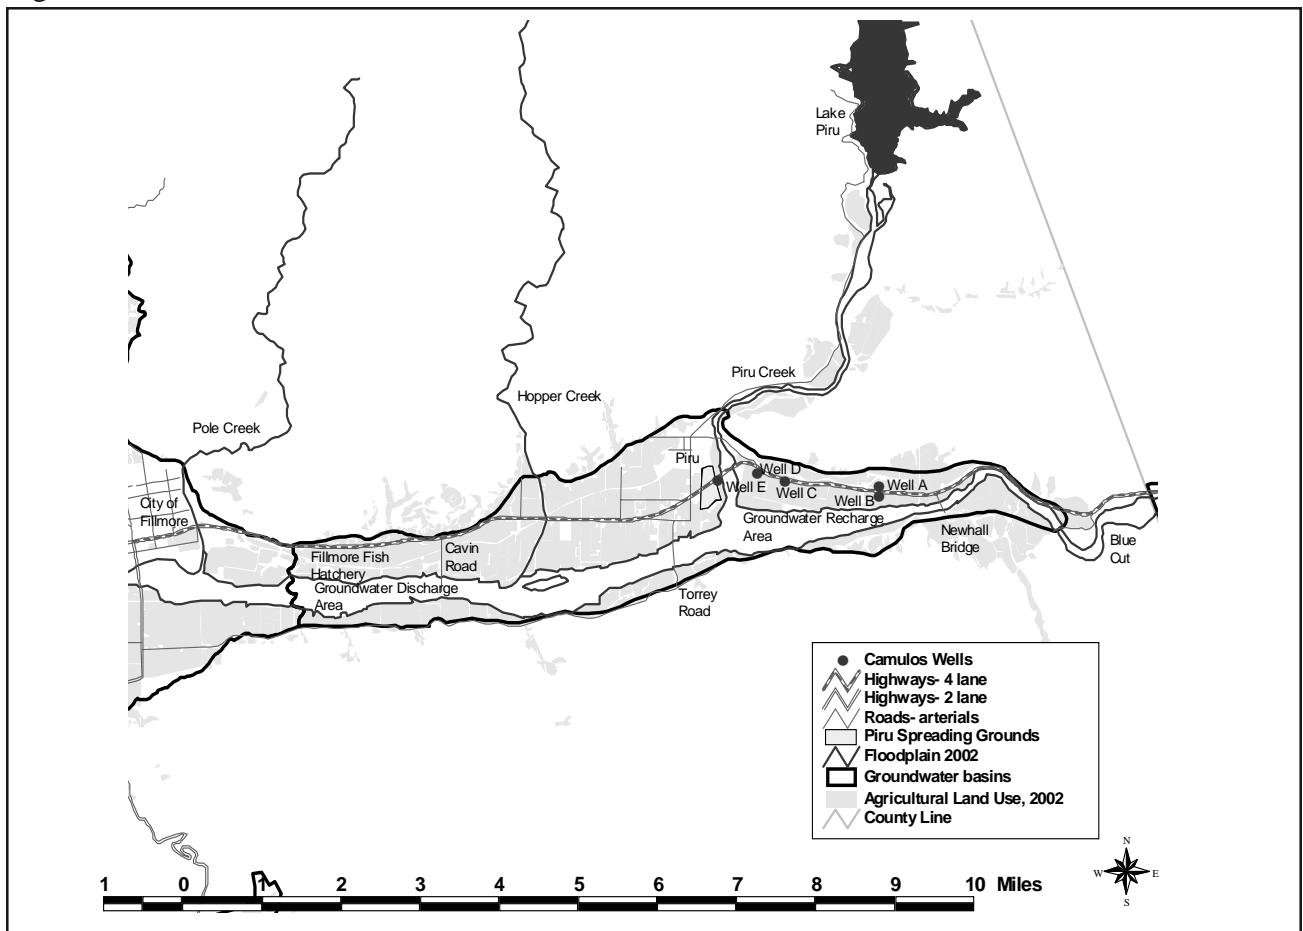 Lake
Piru
Piru Creek
Hopper Creek
Pole Creek
Piru
Well D
Well E
Well C
Well A
Well B
City of
Fillmore
Groundwater Recharge
Area
Newhall
Bridge
Blue
Cut
Fillmore Fish
Hatchery
Cavin
Road
Groundwater Discharge
Area
Torrey
Road
Camulos Wells
Highways- 4 lane
Highways- 2 lane
Roads- arterials
Piru Spreading Grounds
Floodplain 2002
Groundwater basins
Agricultural Land Use, 2002
County Line
N
W E
S
1 0 1 2 3 4 5 6 7 8 9 10 Miles